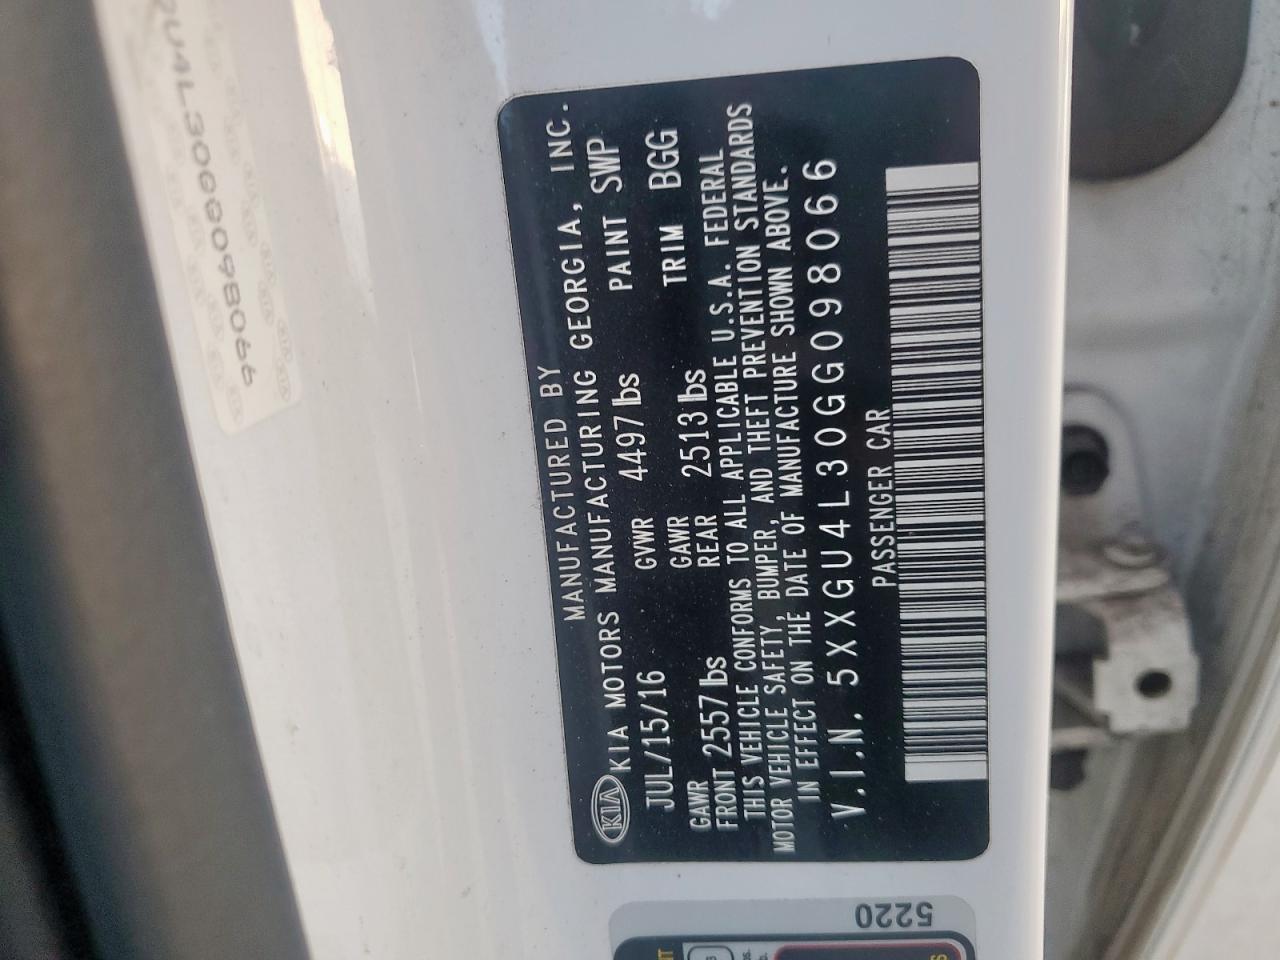 MANUFACTURED BY
KIA MOTORS MANUFACTURING GEORGIA, INC.
JUL/15/16 GVWR 4497 lbs PAINT SWP
GAWR FRONT 2557 lbs GAWR REAR 2513 lbs TRIM BGG
THIS VEHICLE CONFORMS TO ALL APPLICABLE U.S.A. FEDERAL
MOTOR VEHICLE SAFETY, BUMPER, AND THEFT PREVENTION STANDARDS
IN EFFECT ON THE DATE OF MANUFACTURE SHOWN ABOVE.
V.I.N. 5XXGU4L30GG098066
PASSENGER CAR
KIA
5220